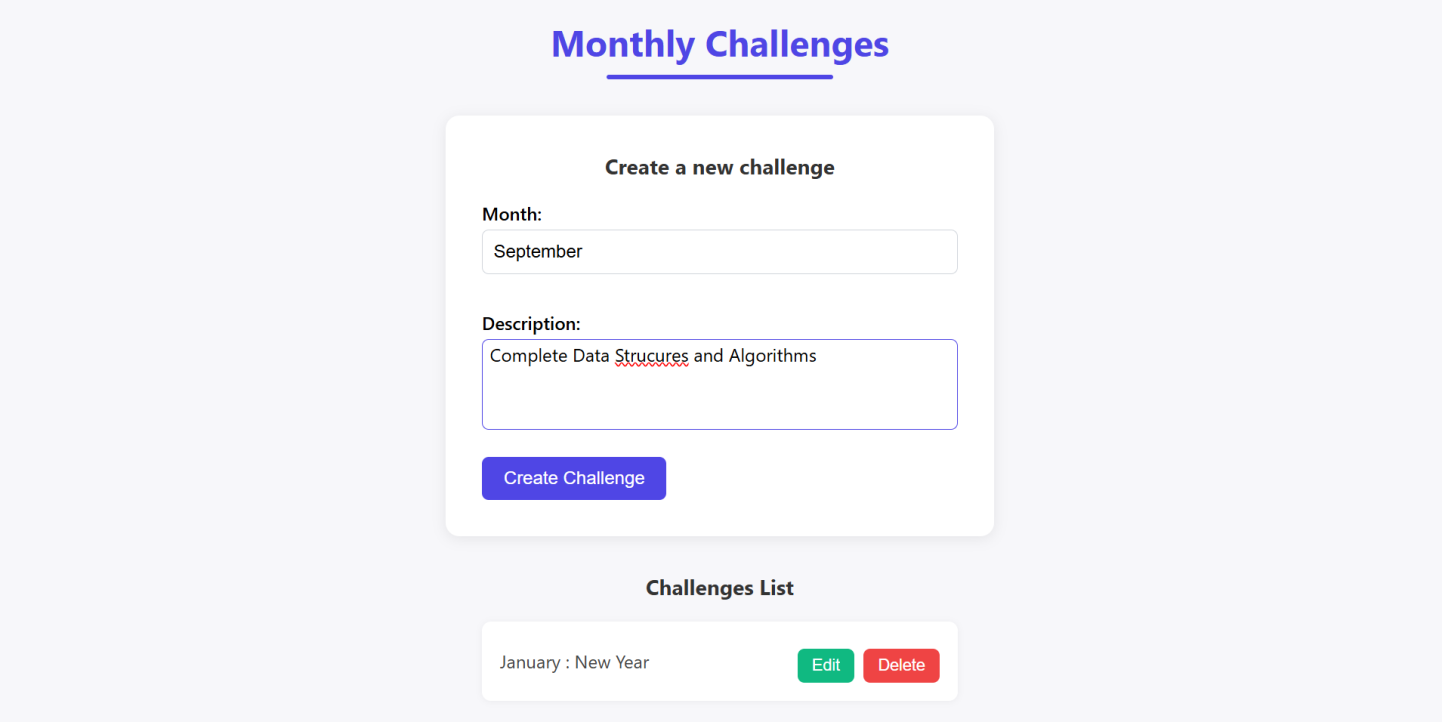 Monthly Challenges
Create a new challenge
Month:
September
Description:
Complete Data Strucures and Algorithms
Create Challenge
Challenges List
January : New Year
Edit
Delete